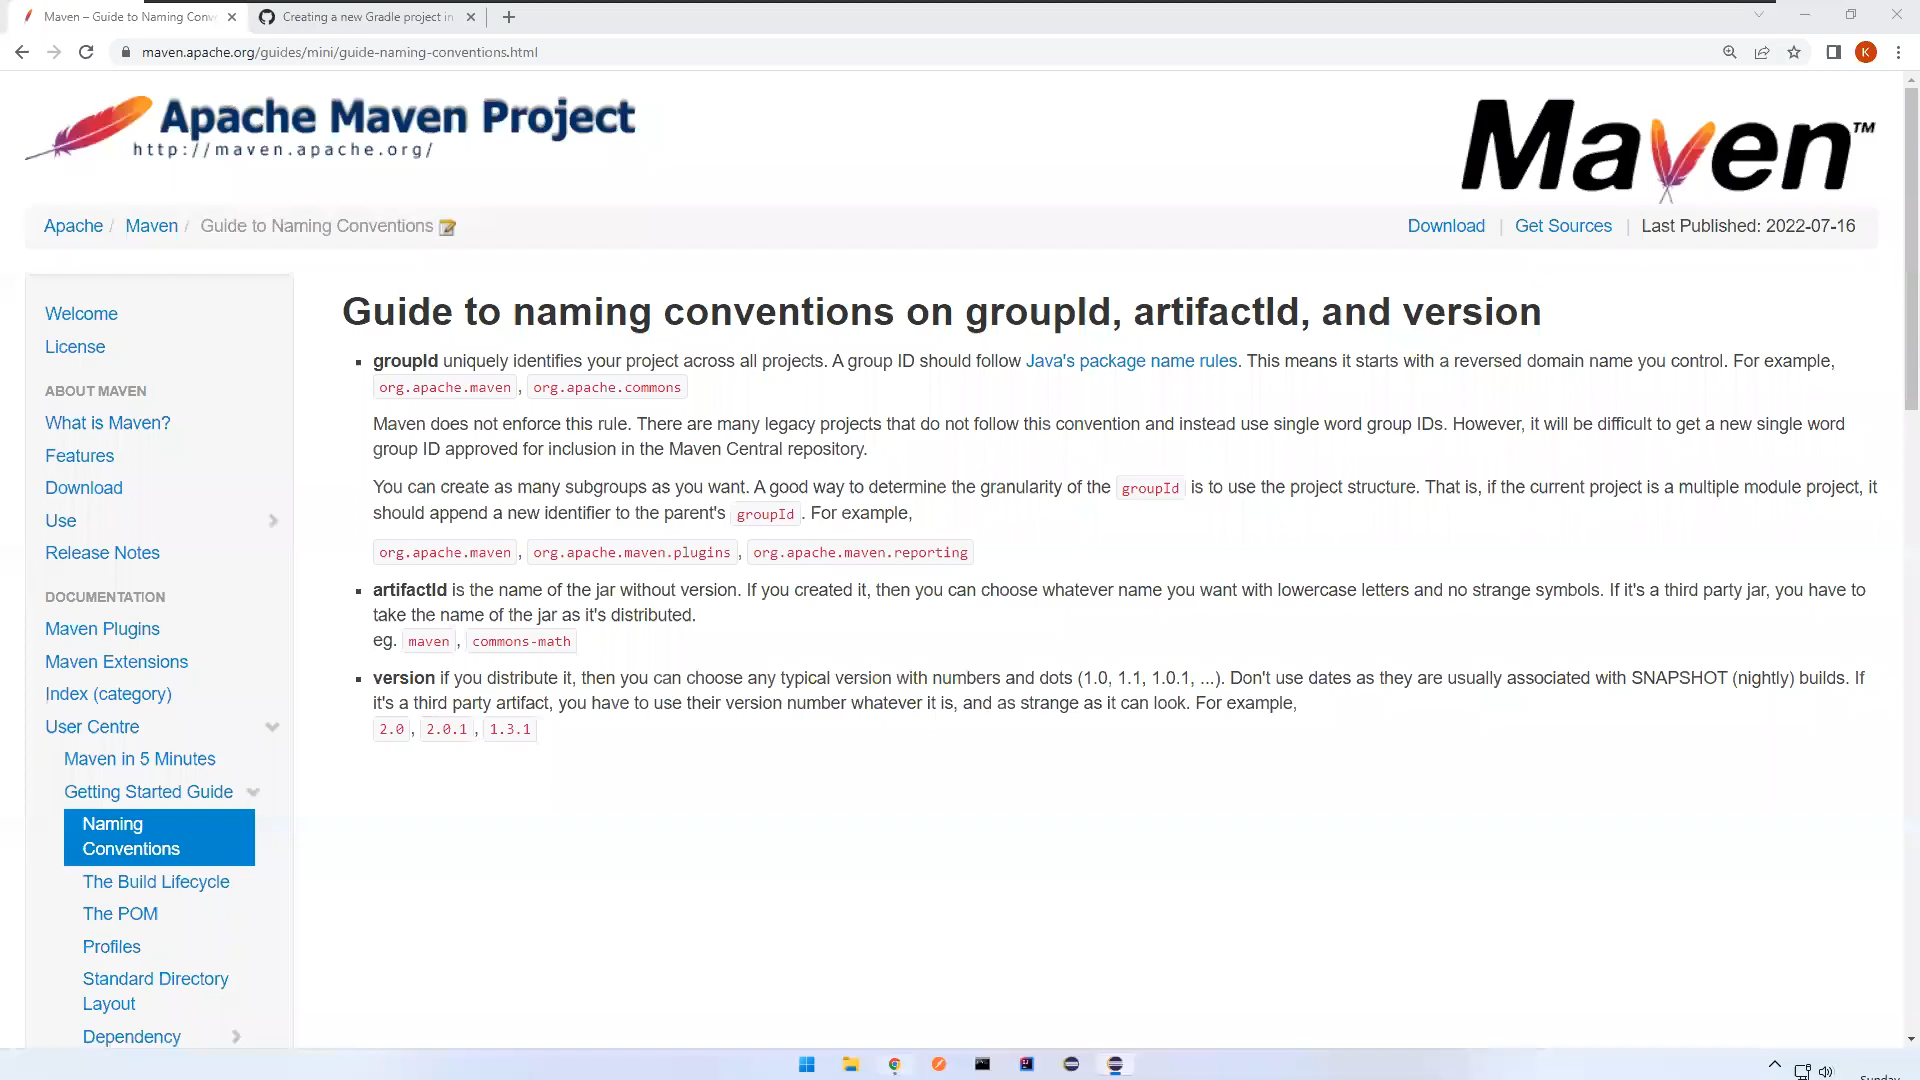 Maven – Guide to Naming Conv
Creating a new Gradle project in
maven.apache.org/guides/mini/guide-naming-conventions.html
K
Apache Maven Project
http://maven.apache.org/
Maven™
Apache / Maven / Guide to Naming Conventions
Download | Get Sources | Last Published: 2022-07-16
Welcome
License
ABOUT MAVEN
What is Maven?
Features
Download
Use
Release Notes
DOCUMENTATION
Maven Plugins
Maven Extensions
Index (category)
User Centre
Maven in 5 Minutes
Getting Started Guide
Naming
Conventions
The Build Lifecycle
The POM
Profiles
Standard Directory
Layout
Dependency
Guide to naming conventions on groupId, artifactId, and version
groupId uniquely identifies your project across all projects. A group ID should follow Java's package name rules. This means it starts with a reversed domain name you control. For example,
org.apache.maven, org.apache.commons
Maven does not enforce this rule. There are many legacy projects that do not follow this convention and instead use single word group IDs. However, it will be difficult to get a new single word
group ID approved for inclusion in the Maven Central repository.
You can create as many subgroups as you want. A good way to determine the granularity of the groupId is to use the project structure. That is, if the current project is a multiple module project, it
should append a new identifier to the parent's groupId. For example,
org.apache.maven, org.apache.maven.plugins, org.apache.maven.reporting
artifactId is the name of the jar without version. If you created it, then you can choose whatever name you want with lowercase letters and no strange symbols. If it's a third party jar, you have to
take the name of the jar as it's distributed.
eg. maven, commons-math
version if you distribute it, then you can choose any typical version with numbers and dots (1.0, 1.1, 1.0.1, ...). Don't use dates as they are usually associated with SNAPSHOT (nightly) builds. If
it's a third party artifact, you have to use their version number whatever it is, and as strange as it can look. For example,
2.0, 2.0.1, 1.3.1
Sunday